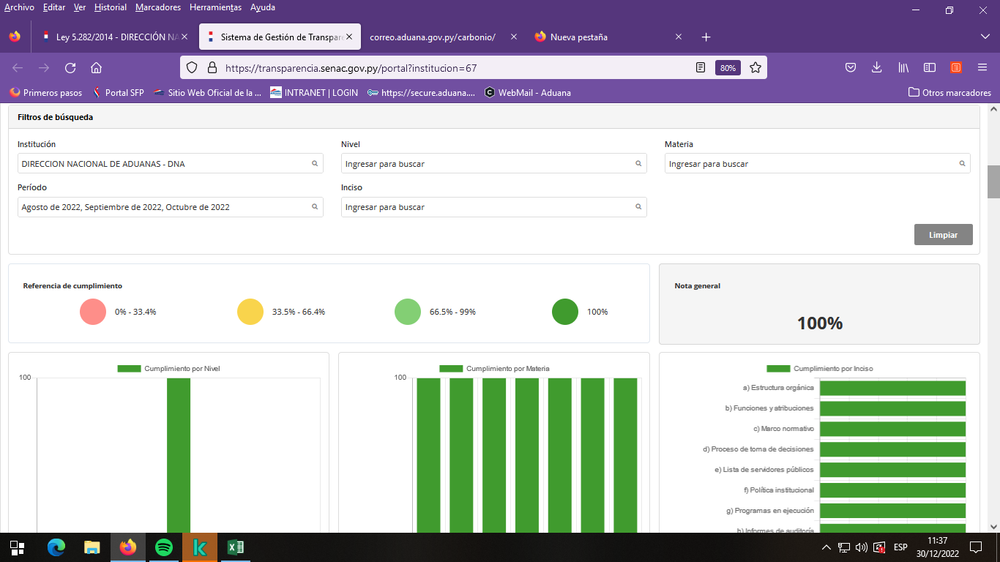 Archivo Editar Ver Historial Marcadores Herramientas Ayuda
Ley 5.282/2014 - DIRECCIÓN NA
Sistema de Gestión de Transpare
correo.aduana.gov.py/carbonio/
Nueva pestaña
https://transparencia.senac.gov.py/portal?institucion=67
80%
Primeros pasos
Portal SFP
Sitio Web Oficial de la ...
INTRANET | LOGIN
https://secure.aduana....
WebMail - Aduana
Otros marcadores
Filtros de búsqueda
Institución
Nivel
Materia
DIRECCION NACIONAL DE ADUANAS - DNA
Ingresar para buscar
Ingresar para buscar
Período
Inciso
Agosto de 2022, Septiembre de 2022, Octubre de 2022
Ingresar para buscar
Limpiar
Referencia de cumplimiento
0% - 33.4%
33.5% - 66.4%
66.5% - 99%
100%
Nota general
100%
Cumplimiento por Nivel
100
Cumplimiento por Materia
100
Cumplimiento por Inciso
a) Estructura orgánica
b) Funciones y atribuciones
c) Marco normativo
d) Proceso de toma de decisiones
e) Lista de servidores públicos
f) Política institucional
g) Programas en ejecución
h) Informes de auditoría
ESP
11:37
30/12/2022